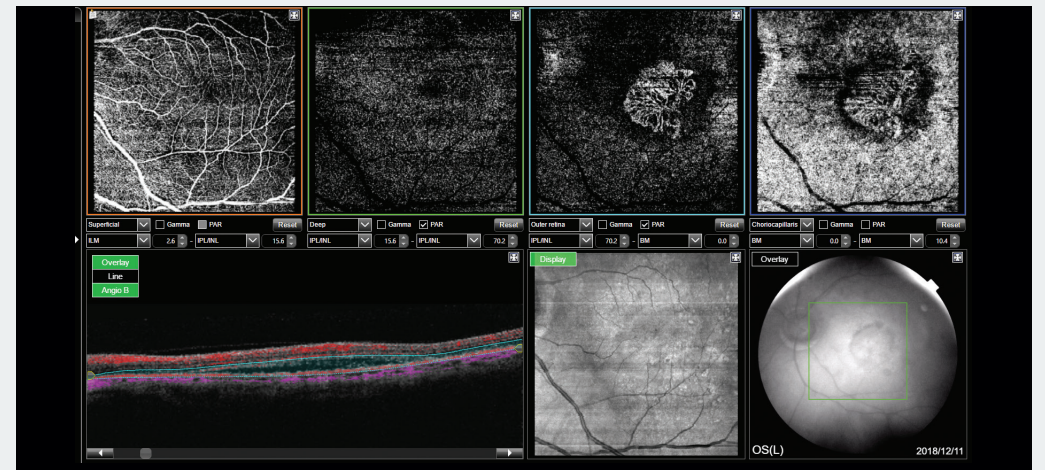 Superficial Gamma PAR Reset
ILM 2.6 - IPL/INL 15.6
Deep Gamma PAR Reset
IPL/INL 15.6 - IPL/INL 70.2
Outer retina Gamma PAR Reset
IPL/INL 70.2 - BM 0.0
Choriocapillaris Gamma PAR Reset
BM 0.0 - BM 10.4
Overlay
Line
Angio B
Display
Overlay
OS(L) 2018/12/11